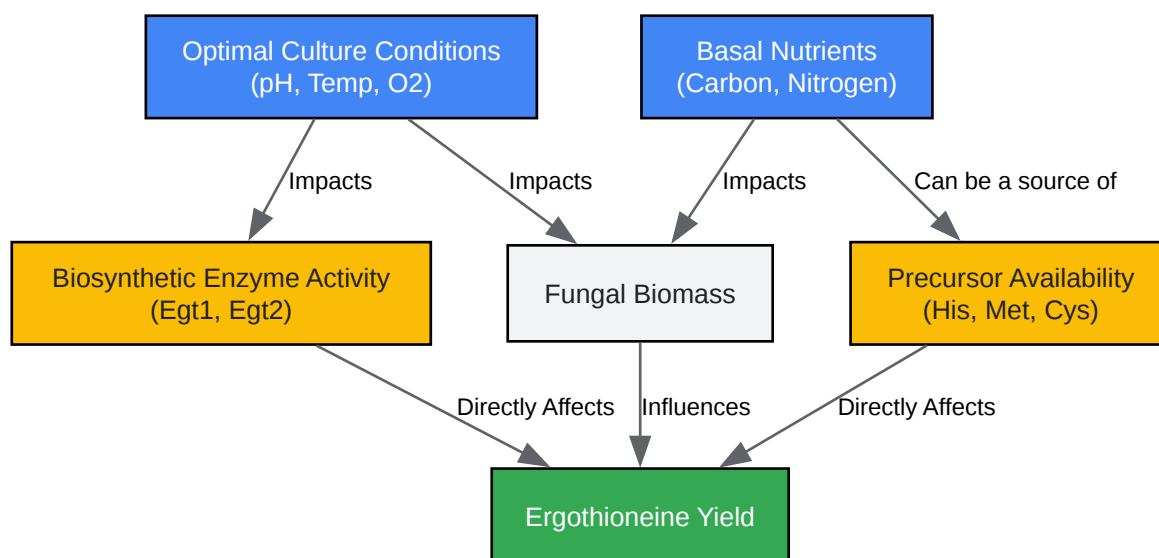 Optimal Culture Conditions
(pH, Temp, O2)
Basal Nutrients
(Carbon, Nitrogen)
Impacts
Impacts
Impacts
Can be a source of
Biosynthetic Enzyme Activity
(Egt1, Egt2)
Fungal Biomass
Precursor Availability
(His, Met, Cys)
Directly Affects
Influences
Directly Affects
Ergothioneine Yield